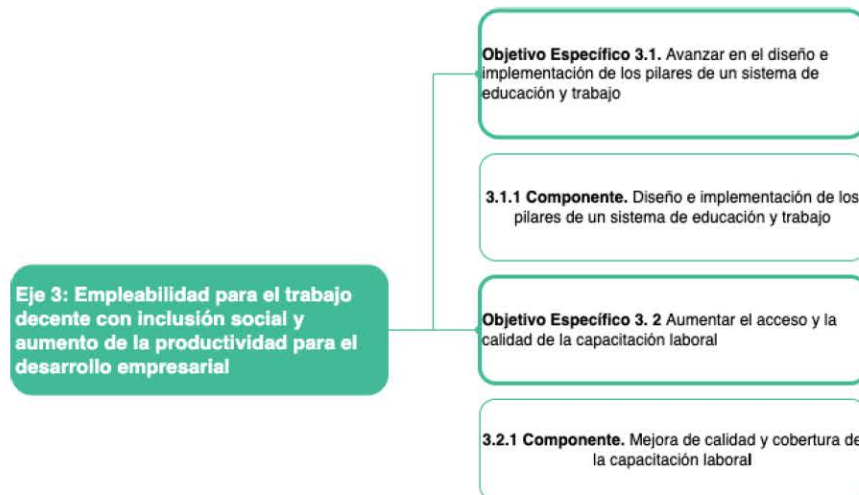 Objetivo Específico 3.1. Avanzar en el diseño e
implementación de los pilares de un sistema de
educación y trabajo
3.1.1 Componente. Diseño e implementación de los
pilares de un sistema de educación y trabajo
Eje 3: Empleabilidad para el trabajo
decente con inclusión social y
aumento de la productividad para el
desarrollo empresarial
Objetivo Específico 3. 2 Aumentar el acceso y la
calidad de la capacitación laboral
3.2.1 Componente. Mejora de calidad y cobertura de
la capacitación laboral